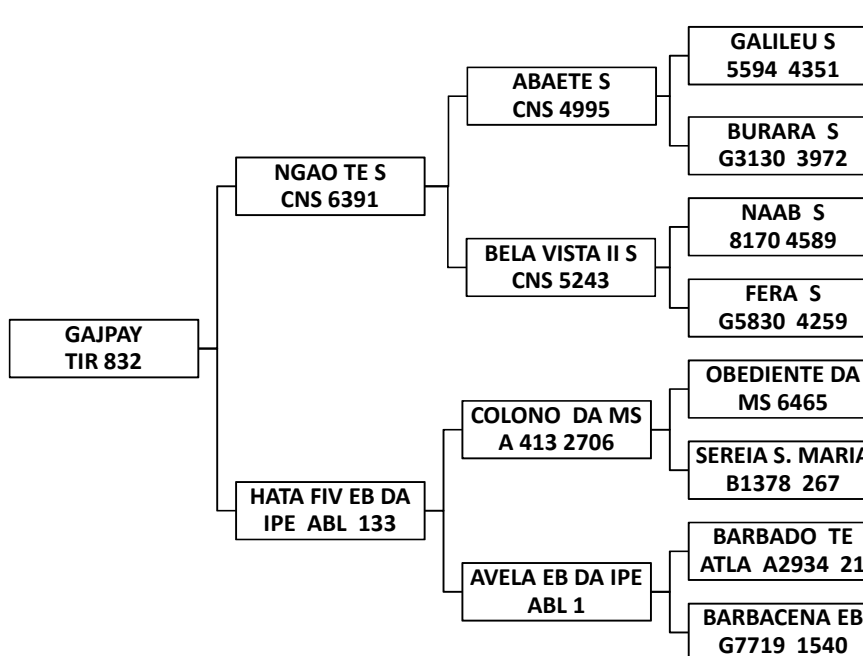 GAJPAY
TIR 832
NGAO TE S
CNS 6391
HATA FIV EB DA
IPE ABL 133
ABAETE S
CNS 4995
BELA VISTA II S
CNS 5243
COLONO DA MS
A 413 2706
AVELA EB DA IPE
ABL 1
GALILEU S
5594 4351
BURARA S
G3130 3972
NAAB S
8170 4589
FERA S
G5830 4259
OBEDIENTE DA
MS 6465
SEREIA S. MARIA
B1378 267
BARBADO TE
ATLA A2934 21
BARBACENA EB
G7719 1540